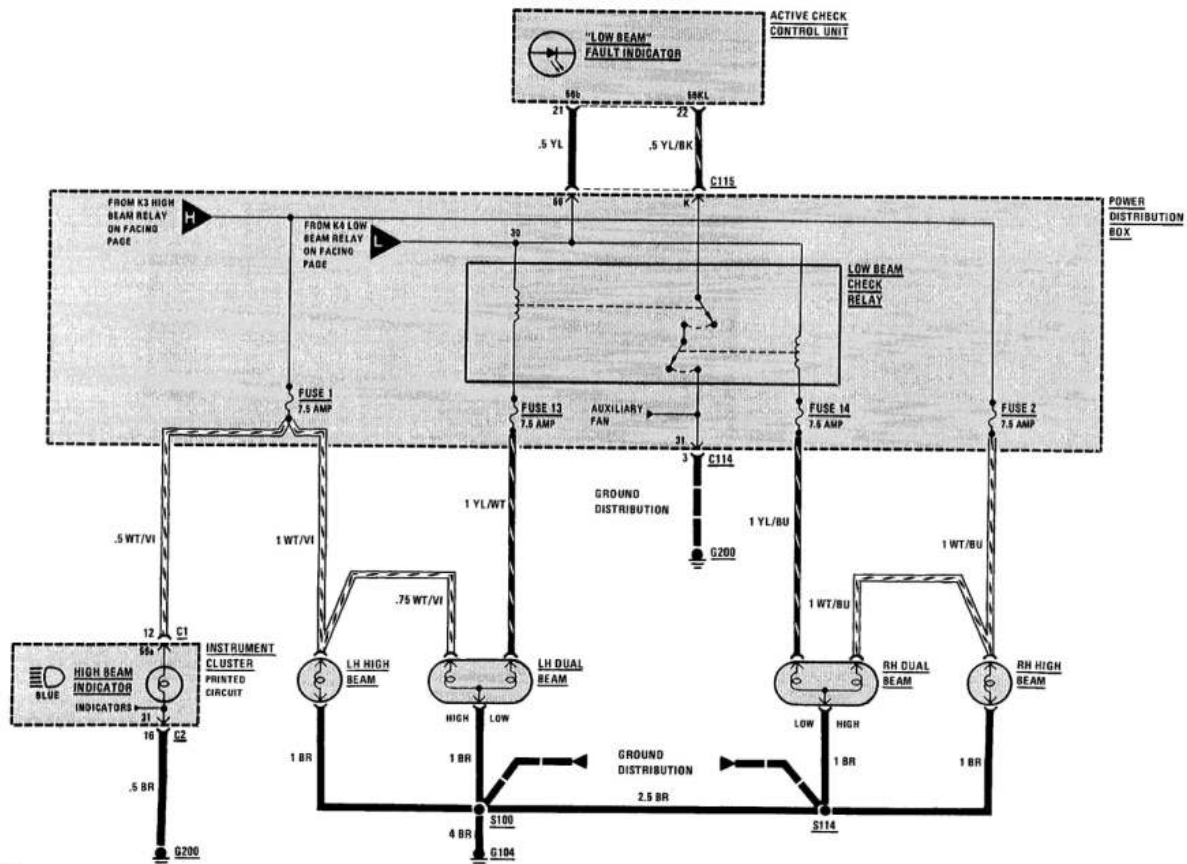 ACTIVE CHECK
CONTROL UNIT
"LOW BEAM"
FAULT INDICATOR
56b
56KL
21
22
.5 YL
.5 YL/BK
C115
K
FROM K3 HIGH
BEAM RELAY
ON FACING
PAGE
H
FROM K4 LOW
BEAM RELAY
ON FACING
PAGE
L
30
POWER
DISTRIBUTION
BOX
LOW BEAM
CHECK
RELAY
FUSE 1
7.5 AMP
FUSE 13
7.5 AMP
AUXILIARY
FAN
FUSE 14
7.5 AMP
FUSE 2
7.5 AMP
31
3
C114
1 YL/WT
GROUND
DISTRIBUTION
1 YL/BU
.5 WT/VI
1 WT/VI
1 WT/BU
G200
.75 WT/VI
1 WT/BU
12
C1
56a
INSTRUMENT
CLUSTER
PRINTED
CIRCUIT
HIGH BEAM
INDICATOR
BLUE
INDICATORS
31
16
C2
LH HIGH
BEAM
LH DUAL
BEAM
RH DUAL
BEAM
RH HIGH
BEAM
HIGH
LOW
LOW
HIGH
.5 BR
1 BR
1 BR
GROUND
DISTRIBUTION
1 BR
1 BR
2.5 BR
S100
S114
4 BR
G200
G104